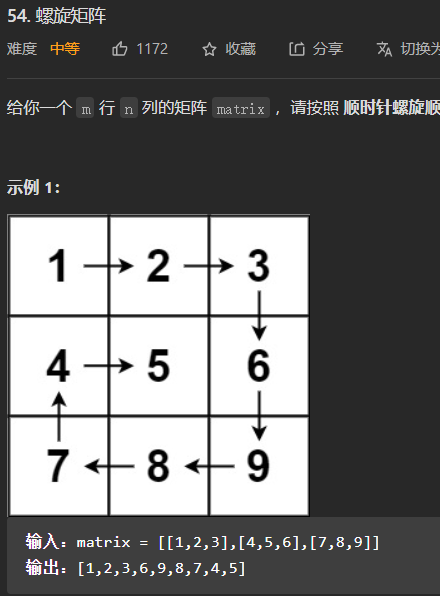 54. 螺旋矩阵
难度 中等 1172 收藏 分享 切换为
给你一个 m 行 n 列的矩阵 matrix ，请按照 顺时针螺旋顺
示例 1：
1 2 3
4 5 6
7 8 9
输入：matrix = [[1,2,3],[4,5,6],[7,8,9]]
输出：[1,2,3,6,9,8,7,4,5]